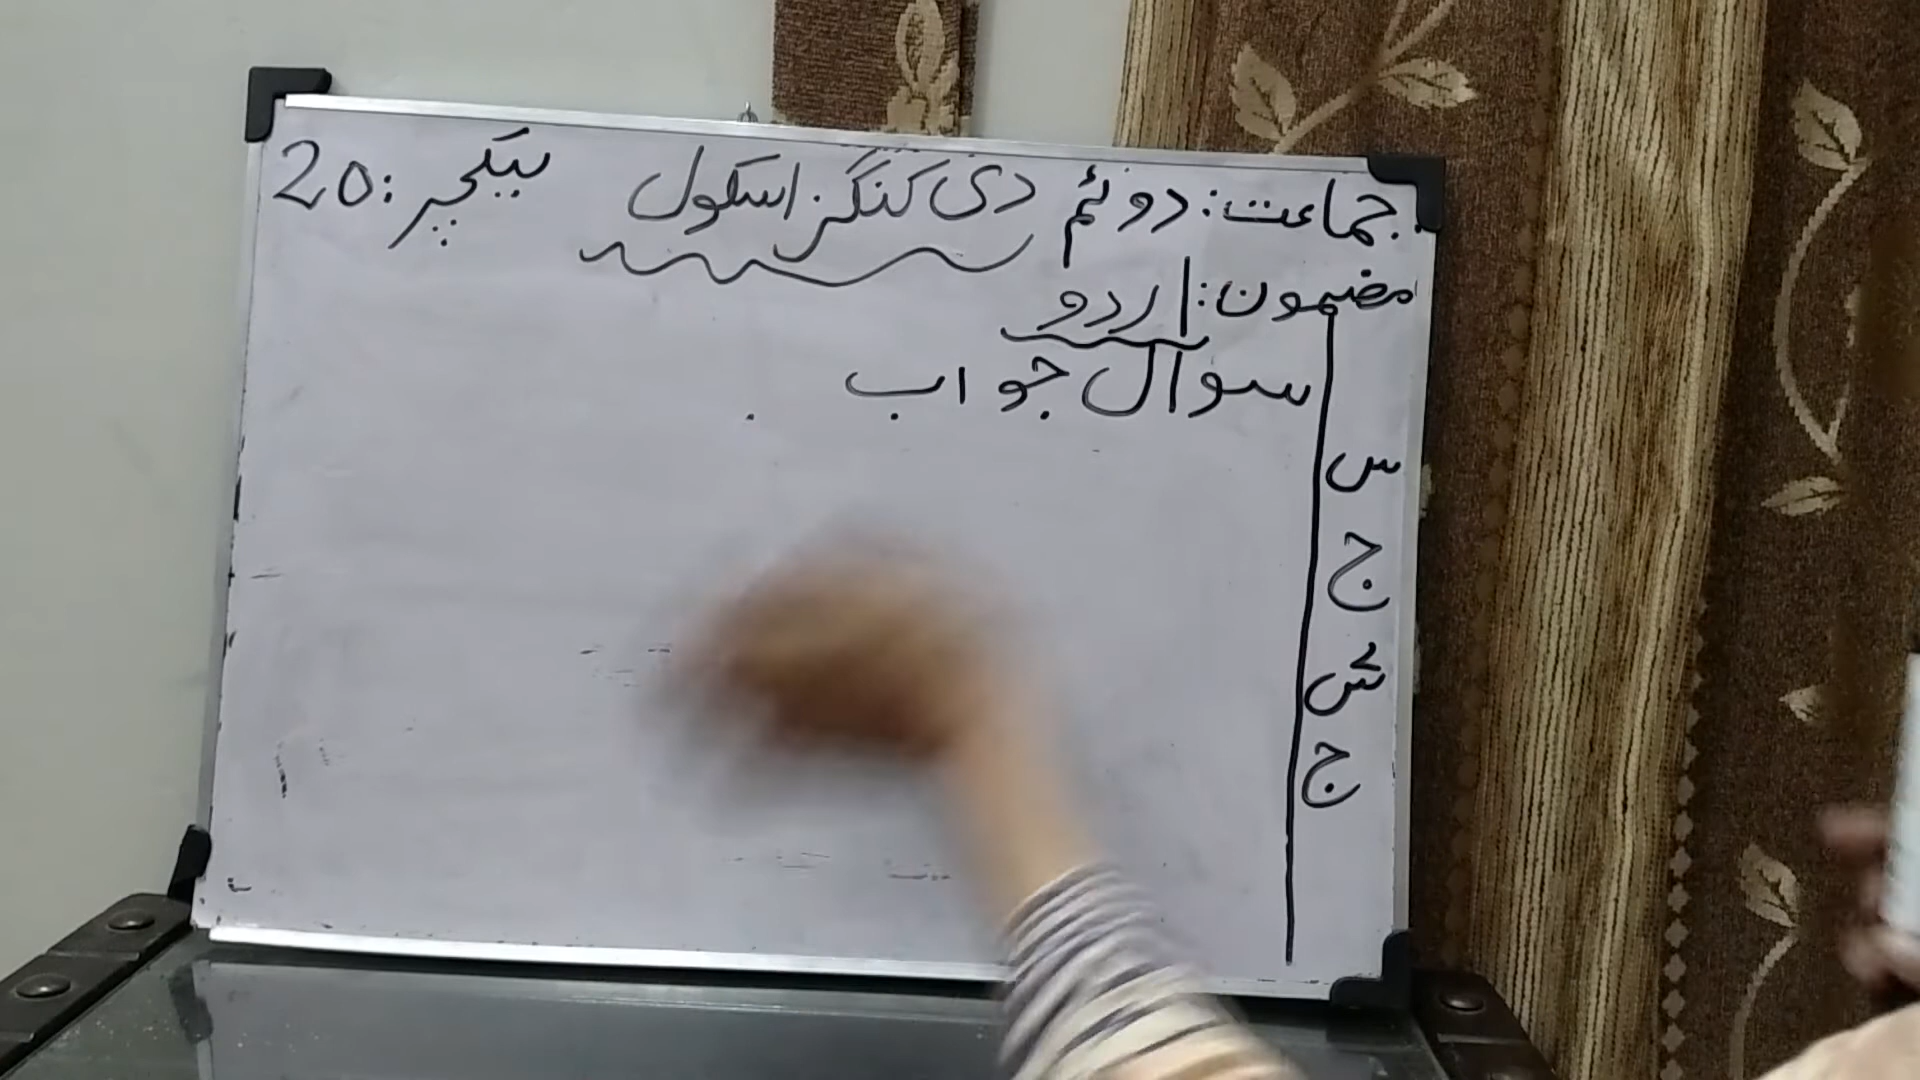 جماعت: دوئم دی کنگز اسکول لیکچر: 20
مضمون: اردو
سوال جواب
س
ج
س
ج